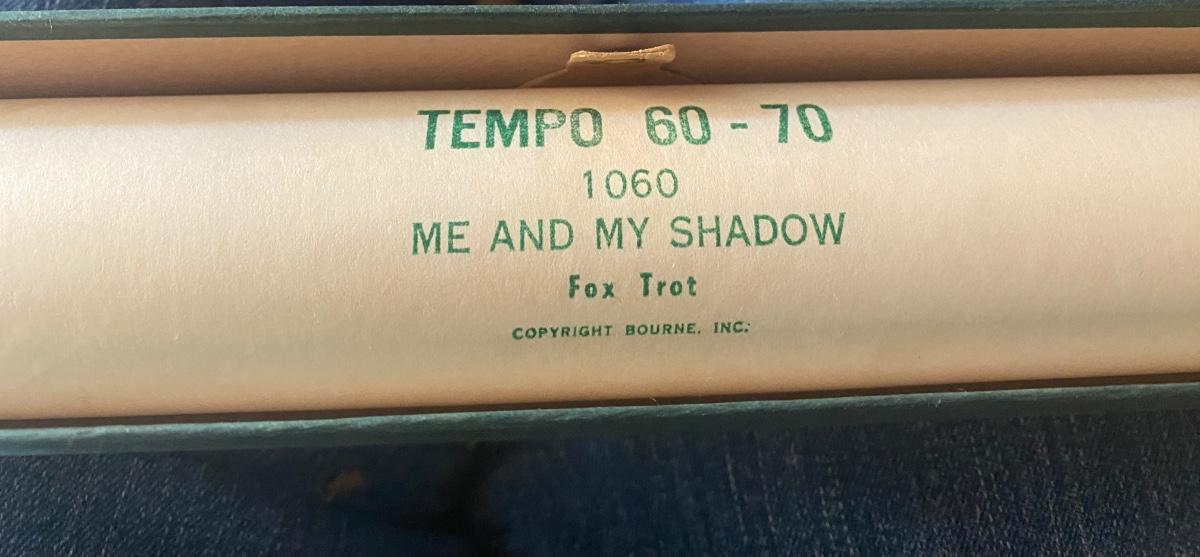 TEMPO 60 - 70
1060
ME AND MY SHADOW
Fox Trot
COPYRIGHT BOURNE, INC.